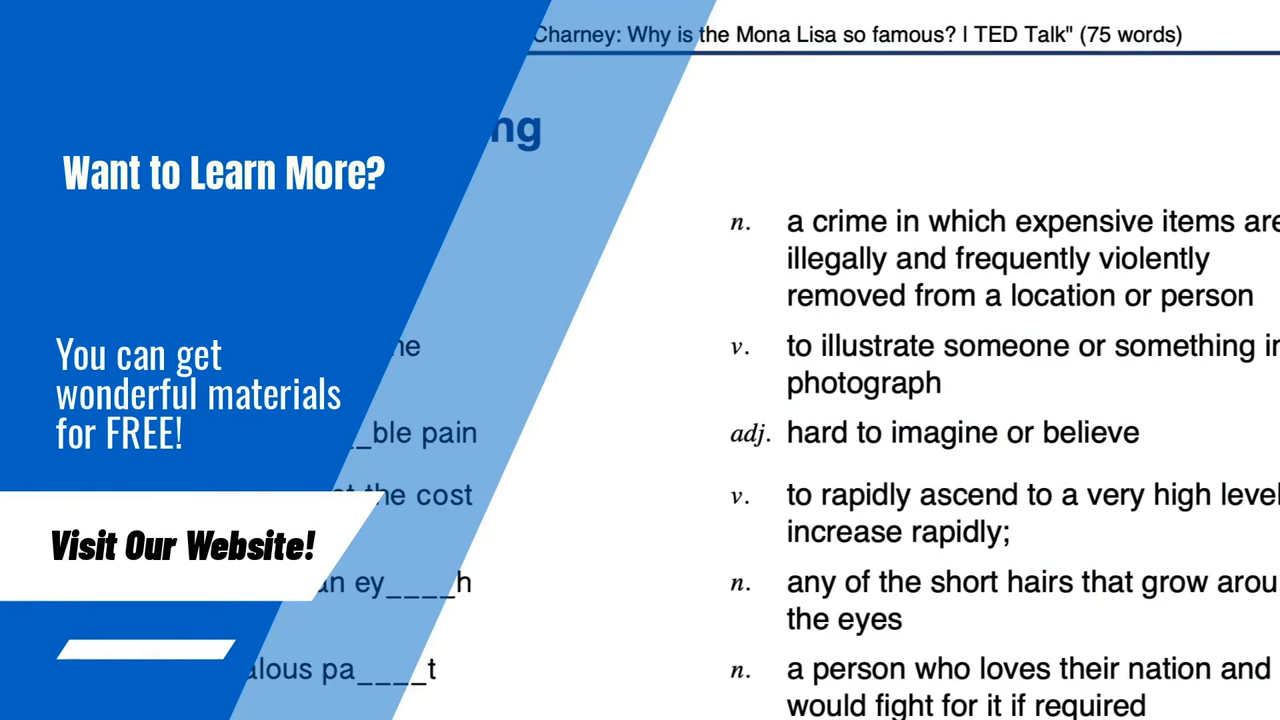 Charney: Why is the Mona Lisa so famous? | TED Talk" (75 words)
ng
Want to Learn More?
You can get
wonderful materials
for FREE!
Visit Our Website!
n. a crime in which expensive items are
illegally and frequently violently
removed from a location or person
ne
v. to illustrate someone or something in
photograph
__ble pain
adj. hard to imagine or believe
the cost
v. to rapidly ascend to a very high level
increase rapidly;
an ey____h
n. any of the short hairs that grow arou
the eyes
alous pa____t
n. a person who loves their nation and
would fight for it if required